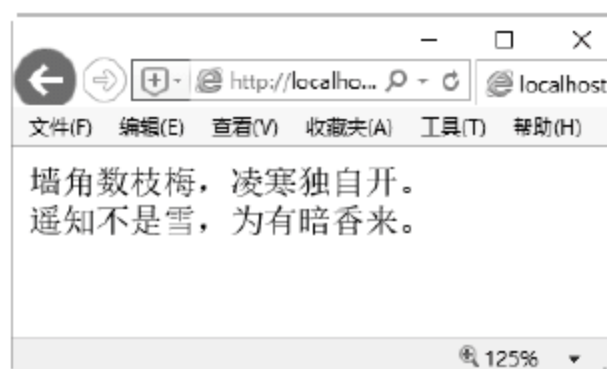 http://localho...
localhost
文件(F) 编辑(E) 查看(V) 收藏夹(A) 工具(T) 帮助(H)
墙角数枝梅，凌寒独自开。
遥知不是雪，为有暗香来。
125%